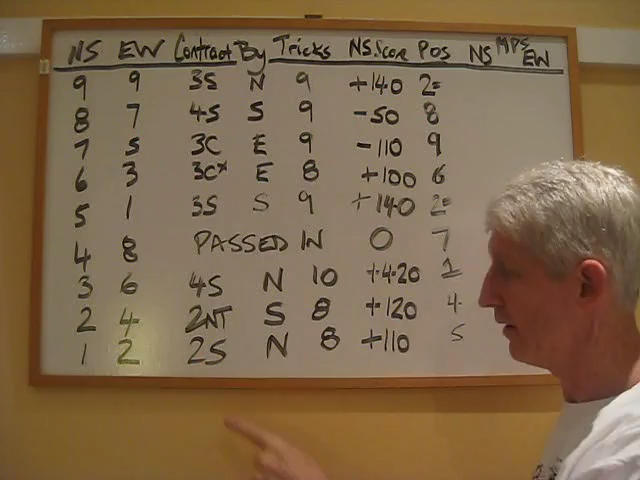 NS EW Contract By Tricks NS Score Pos NS MPS EW
9 9 3S N 9 +140 2=
8 7 4S S 9 -50 8
7 5 3C E 9 -110 9
6 3 3Cx E 8 +100 6
5 1 3S S 9 +140 2=
4 8 PASSED IN 0 7
3 6 4S N 10 +420 1
2 4 2NT S 8 +120 4
1 2 2S N 8 +110 5